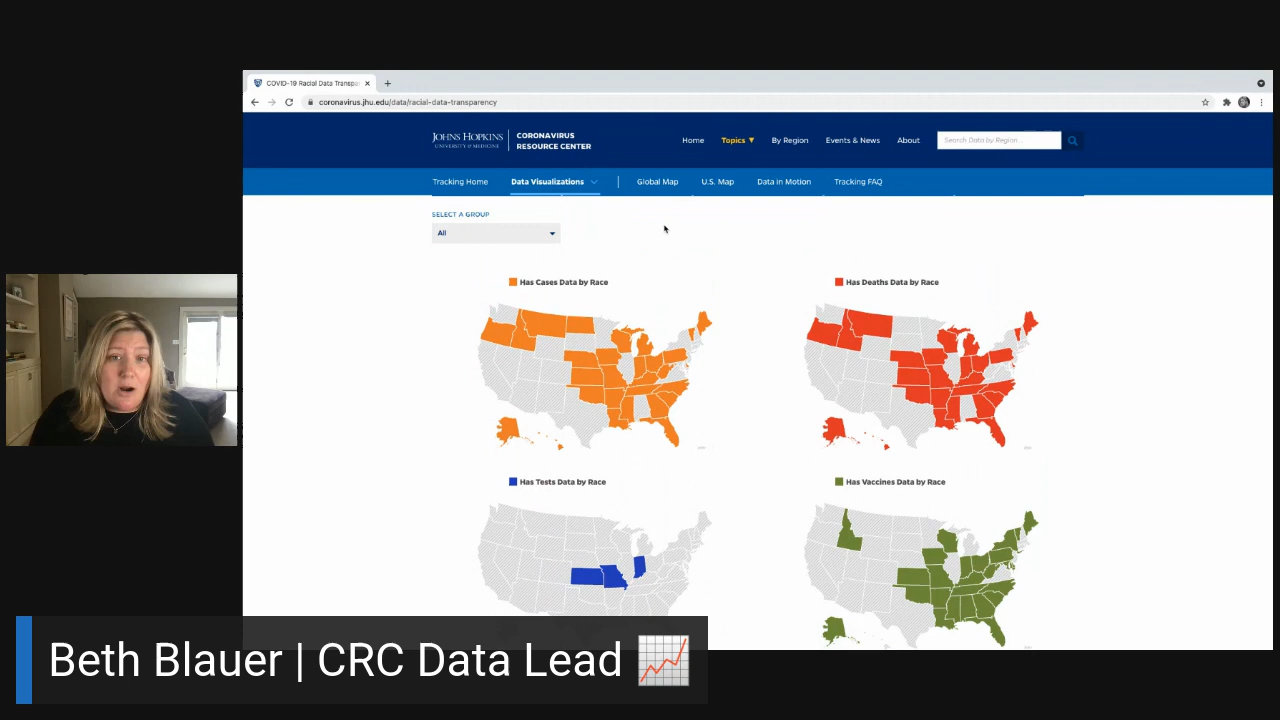 COVID-19 Racial Data Transpa
coronavirus.jhu.edu/data/racial-data-transparency
JOHNS HOPKINS
UNIVERSITY & MEDICINE
CORONAVIRUS
RESOURCE CENTER
Home
Topics ▼
By Region
Events & News
About
Search Data by Region
Tracking Home
Data Visualizations
Global Map
U.S. Map
Data in Motion
Tracking FAQ
SELECT A GROUP
All
Has Cases Data by Race
Has Deaths Data by Race
Has Tests Data by Race
Has Vaccines Data by Race
Beth Blauer | CRC Data Lead 📈